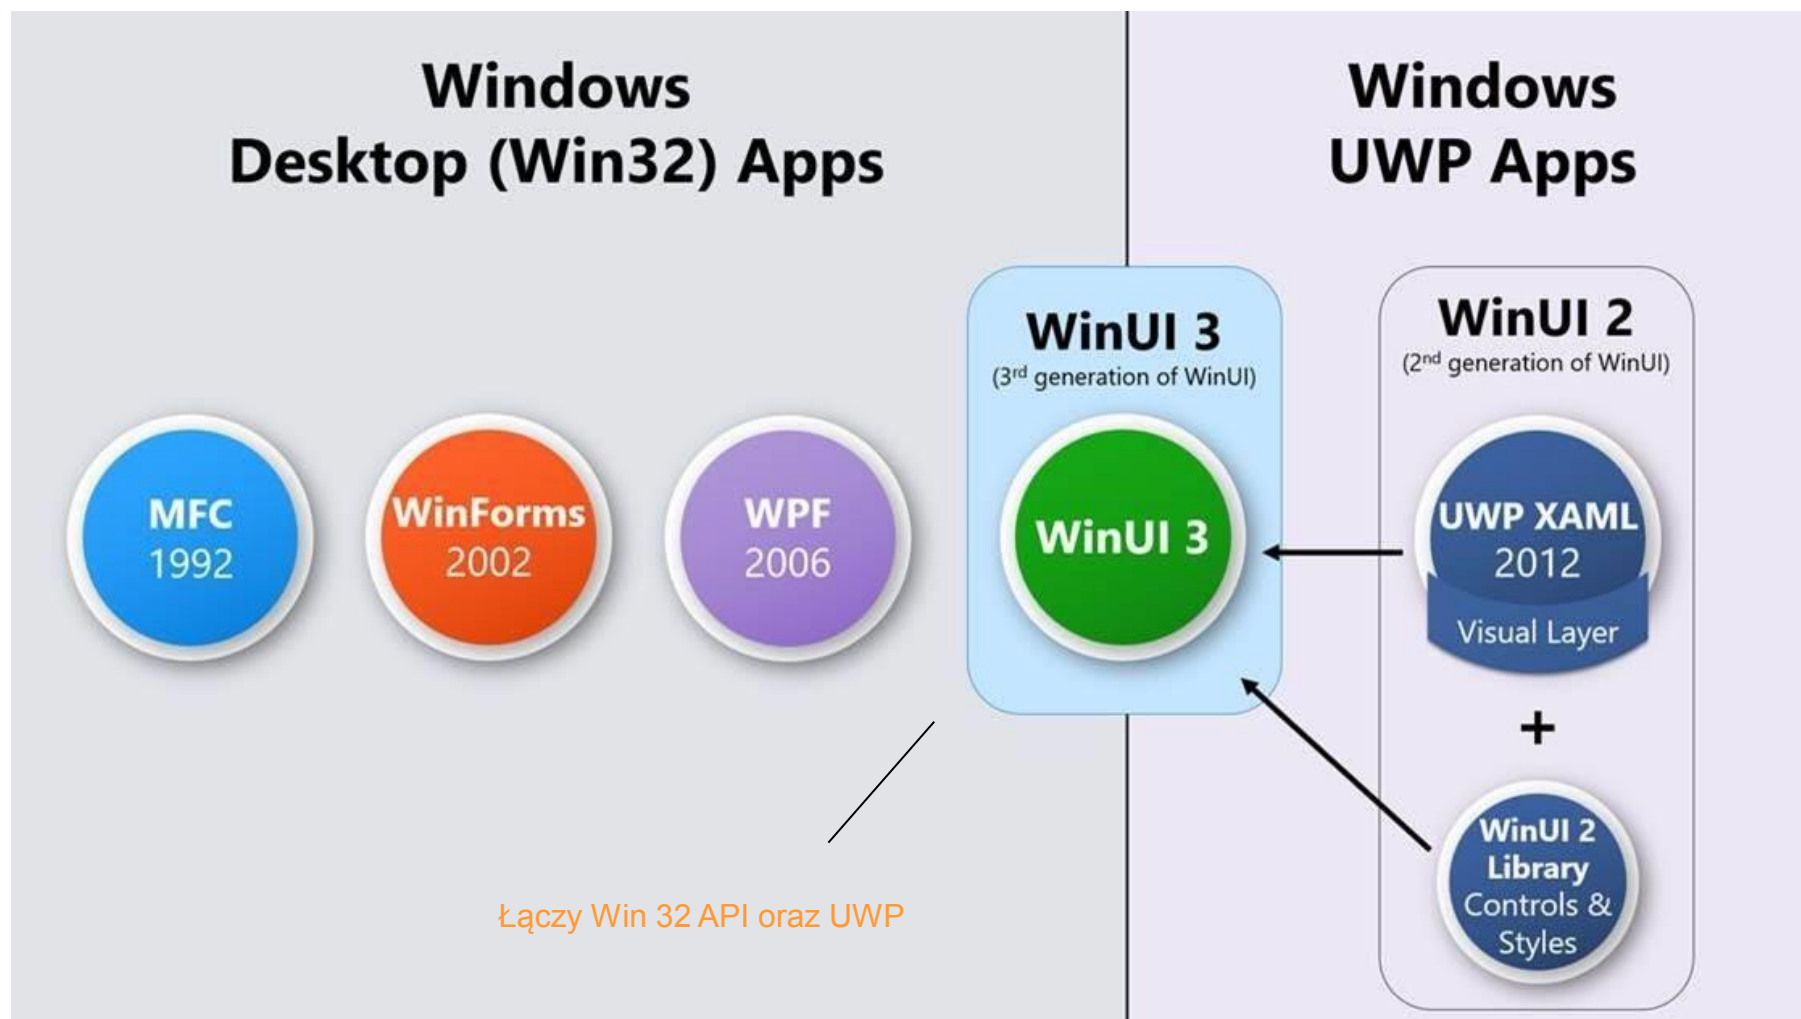 Windows
Desktop (Win32) Apps
Windows
UWP Apps
WinUI 3
(3rd generation of WinUI)
WinUI 2
(2nd generation of WinUI)
MFC
1992
WinForms
2002
WPF
2006
WinUI 3
UWP XAML
2012
Visual Layer
+
WinUI 2
Library
Controls &
Styles
Łączy Win 32 API oraz UWP